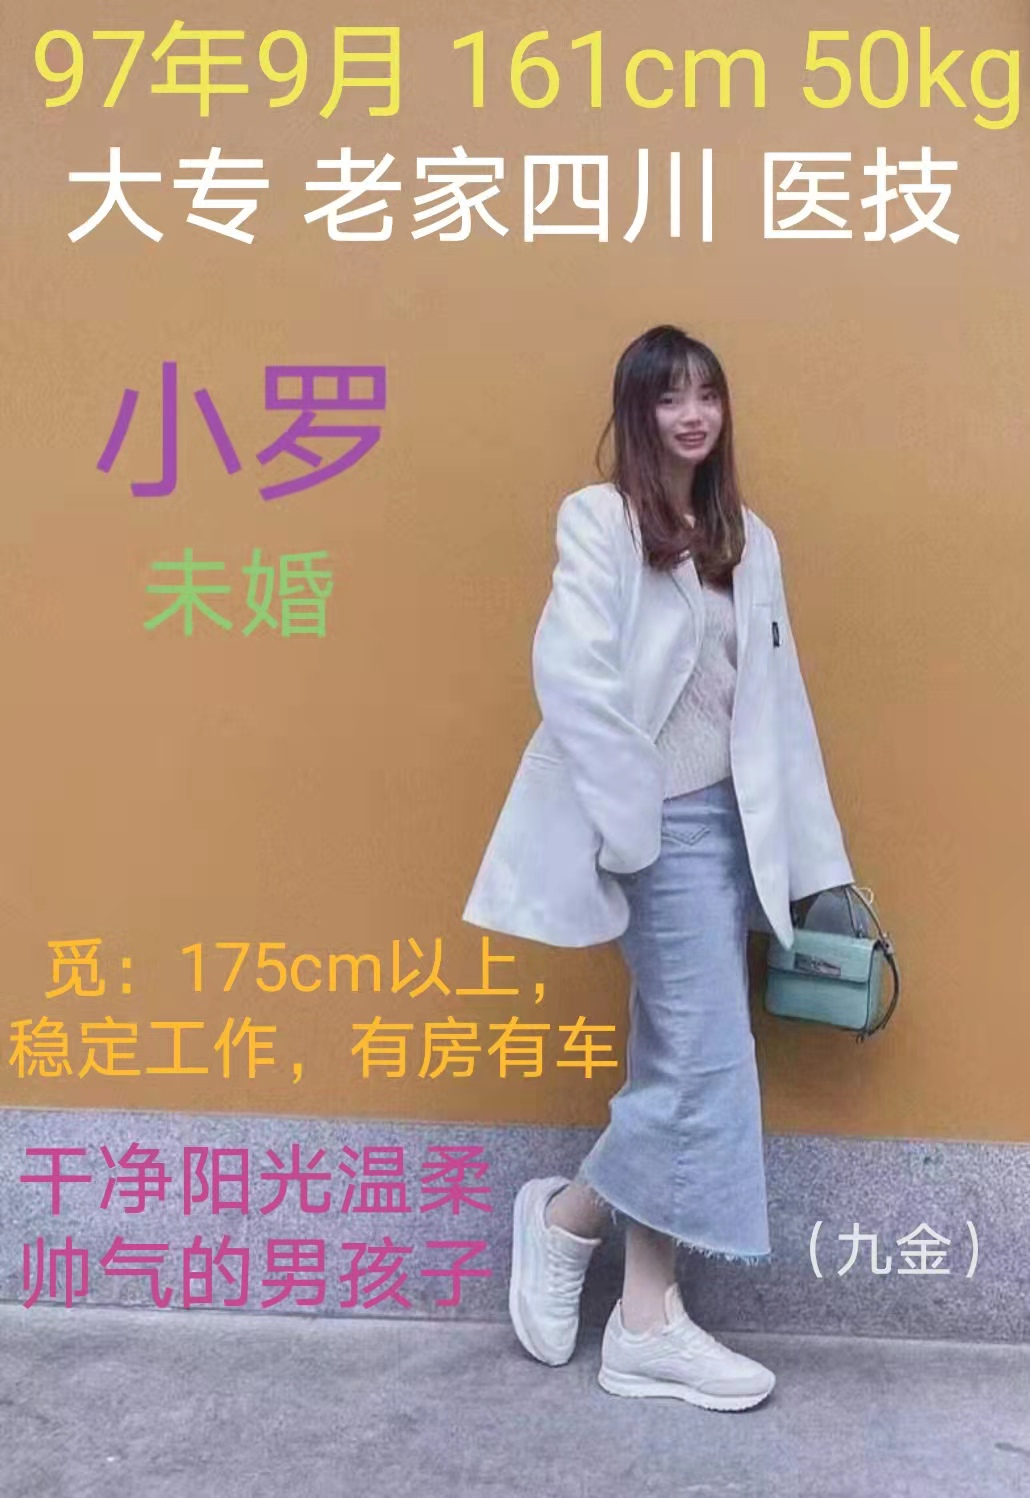 97年9月 161cm 50kg
大专 老家四川 医技
小罗
未婚
觅：175cm以上，
稳定工作，有房有车
干净阳光温柔
帅气的男孩子
（九金）